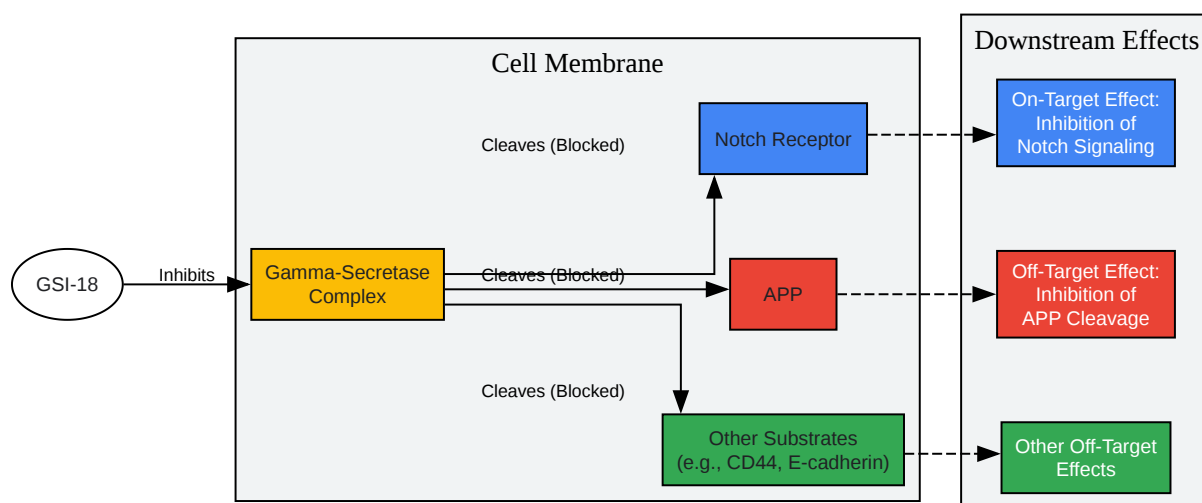 Cell Membrane
Downstream Effects
GSI-18
Inhibits
Gamma-Secretase
Complex
Cleaves (Blocked)
Cleaves (Blocked)
Cleaves (Blocked)
Notch Receptor
APP
Other Substrates
(e.g., CD44, E-cadherin)
On-Target Effect:
Inhibition of
Notch Signaling
Off-Target Effect:
Inhibition of
APP Cleavage
Other Off-Target
Effects